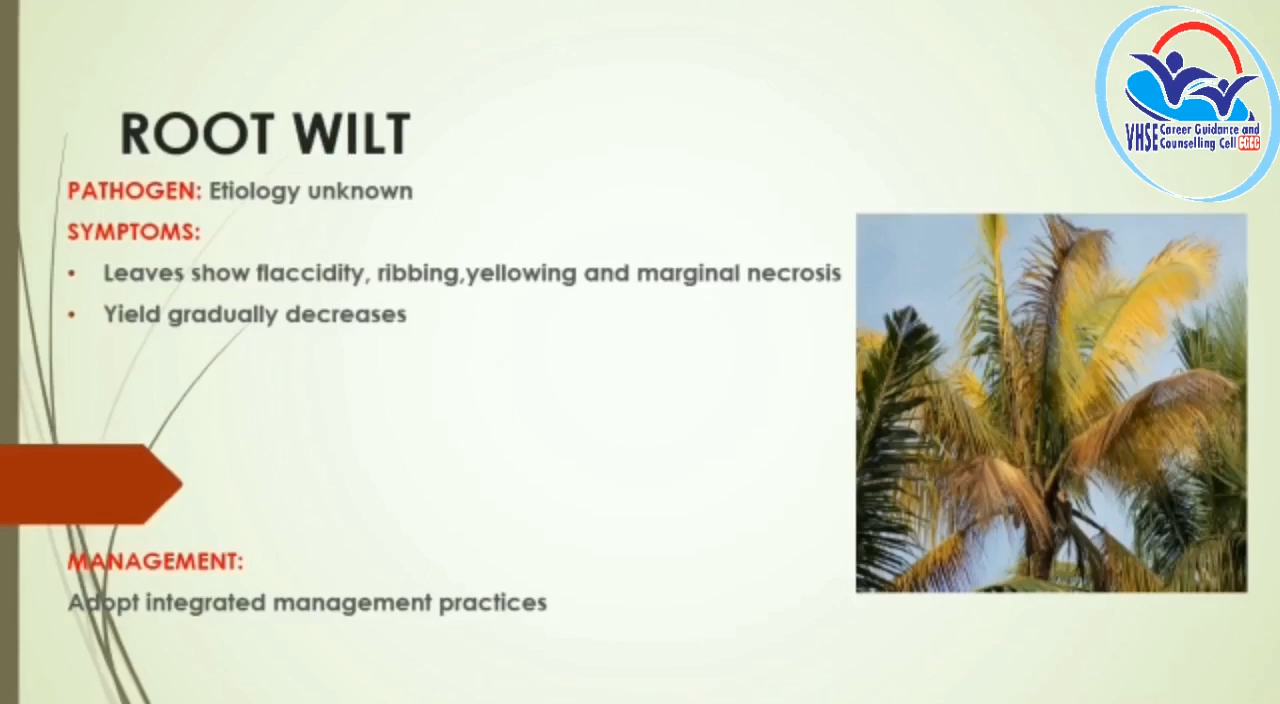 ROOT WILT
PATHOGEN: Etiology unknown
SYMPTOMS:
• Leaves show flaccidity, ribbing,yellowing and marginal necrosis
• Yield gradually decreases
MANAGEMENT:
Adopt integrated management practices
VHSE Career Guidance and
Counselling Cell CGCC